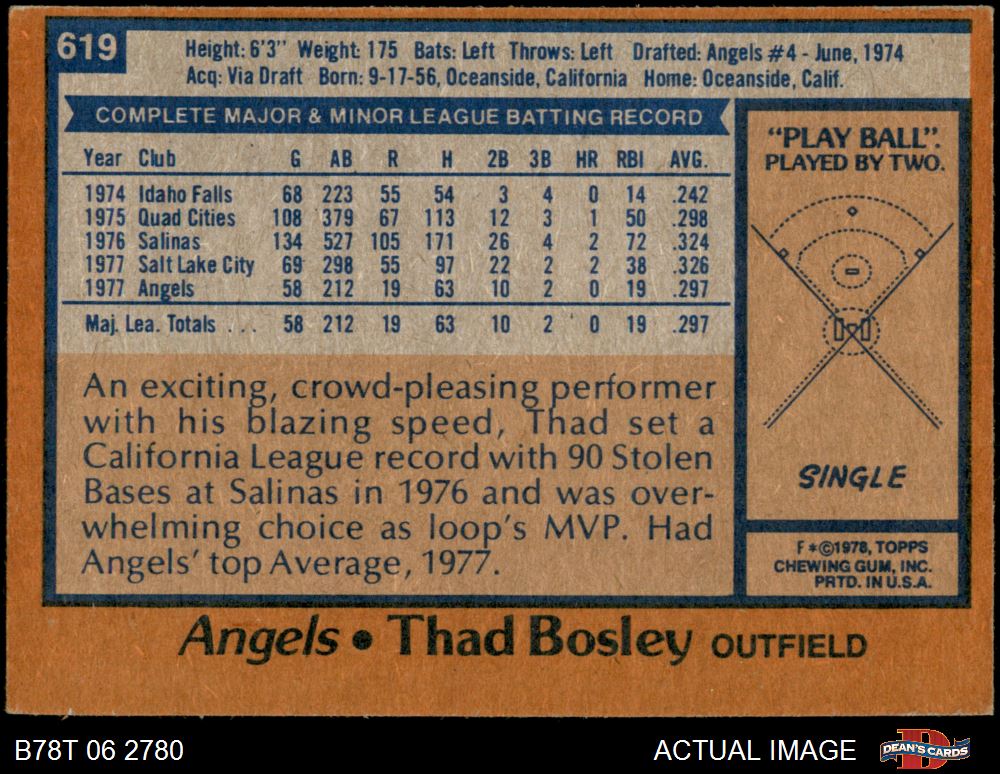 619
Height: 6'3" Weight: 175 Bats: Left Throws: Left Drafted: Angels #4 - June, 1974
Acq: Via Draft Born: 9-17-56, Oceanside, California Home: Oceanside, Calif.
COMPLETE MAJOR & MINOR LEAGUE BATTING RECORD
Year Club G AB R H 2B 3B HR RBI AVG.
1974 Idaho Falls 68 223 55 54 3 4 0 14 .242
1975 Quad Cities 108 379 67 113 12 3 1 50 .298
1976 Salinas 134 527 105 171 26 4 2 72 .324
1977 Salt Lake City 69 298 55 97 22 2 2 38 .326
1977 Angels 58 212 19 63 10 2 0 19 .297
Maj. Lea. Totals . . . 58 212 19 63 10 2 0 19 .297
An exciting, crowd-pleasing performer
with his blazing speed, Thad set a
California League record with 90 Stolen
Bases at Salinas in 1976 and was over-
whelming choice as loop's MVP. Had
Angels' top Average, 1977.
"PLAY BALL".
PLAYED BY TWO.
SINGLE
F*©1978, TOPPS
CHEWING GUM, INC.
PRTD. IN U.S.A.
Angels • Thad Bosley OUTFIELD
B78T 06 2780
ACTUAL IMAGE
D
DEAN'S CARDS